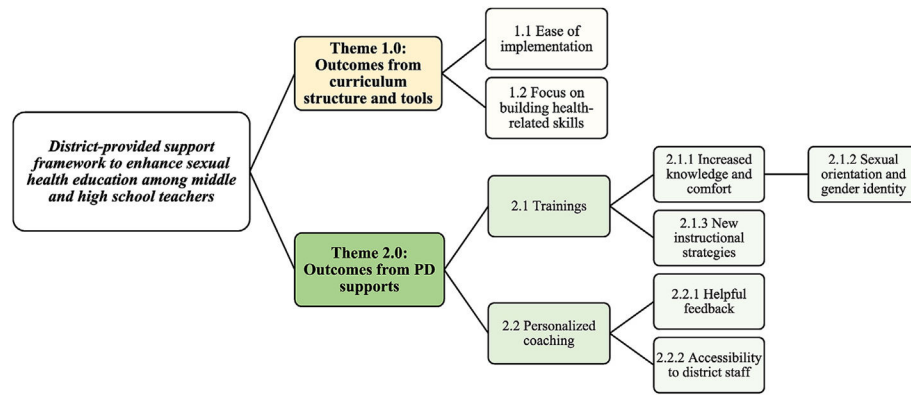 District-provided support
framework to enhance sexual
health education among middle
and high school teachers
Theme 1.0:
Outcomes from
curriculum
structure and tools
1.1 Ease of
implementation
1.2 Focus on
building health-
related skills
Theme 2.0:
Outcomes from PD
supports
2.1 Trainings
2.1.1 Increased
knowledge and
comfort
2.1.2 Sexual
orientation and
gender identity
2.1.3 New
instructional
strategies
2.2 Personalized
coaching
2.2.1 Helpful
feedback
2.2.2 Accessibility
to district staff